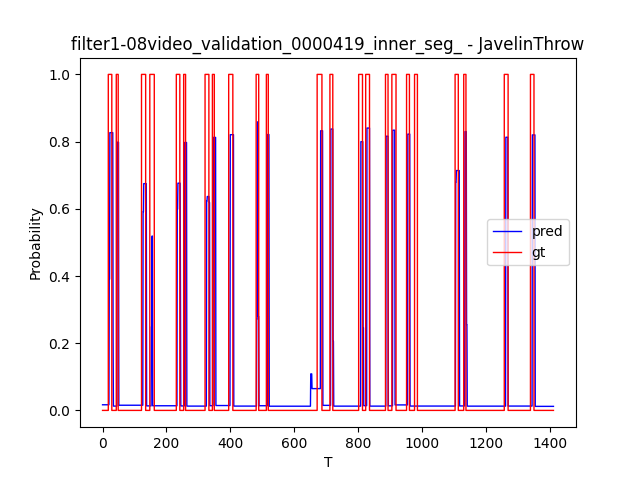 filter1-08video_validation_0000419_inner_seg_ - JavelinThrow
1.0
0.8
0.6
0.4
0.2
0.0
Probability
pred
gt
0 200 400 600 800 1000 1200 1400
T